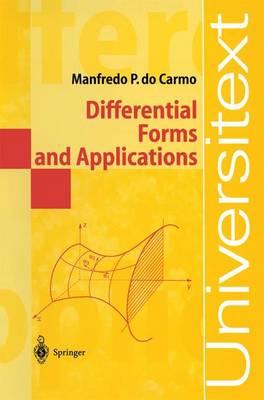 Manfredo P. do Carmo
Differential
Forms
and Applications
Universitext
z
y
x
Springer